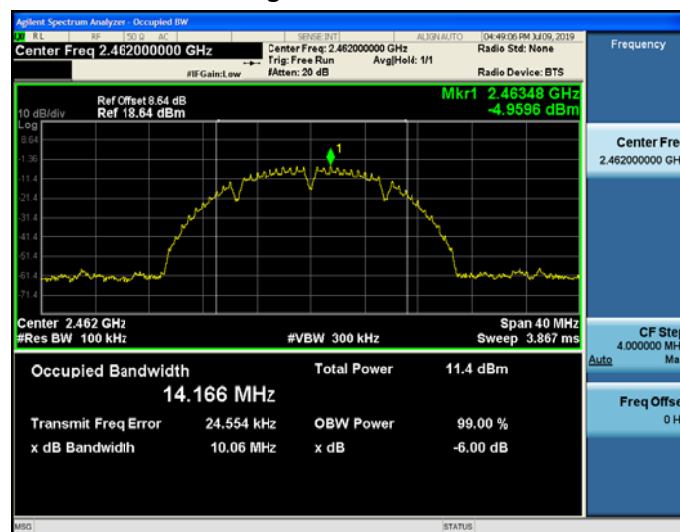 Agilent Spectrum Analyzer - Occupied BW
RL RF 50 Ω AC SENSE:INT ALIGN AUTO 04:49:06 PM Jul 09, 2019
Center Freq 2.462000000 GHz
Center Freq: 2.462000000 GHz
Radio Std: None
Trig: Free Run Avg|Hold: 1/1
#IFGain:Low #Atten: 20 dB Radio Device: BTS
Frequency
Mkr1 2.46348 GHz
-4.9596 dBm
Ref Offset 8.64 dB
10 dB/div Ref 18.64 dBm
Log
8.64
-1.36
-11.4
-21.4
-31.4
-41.4
-51.4
-61.4
-71.4
1
Center 2.462 GHz Span 40 MHz
#Res BW 100 kHz #VBW 300 kHz Sweep 3.867 ms
Center Fre
2.462000000 GH
CF Ste
4.000000 MH
Auto Ma
Freq Offse
0 H
Occupied Bandwidth Total Power 11.4 dBm
14.166 MHz
Transmit Freq Error 24.554 kHz OBW Power 99.00 %
x dB Bandwidth 10.06 MHz x dB -6.00 dB
MSG STATUS